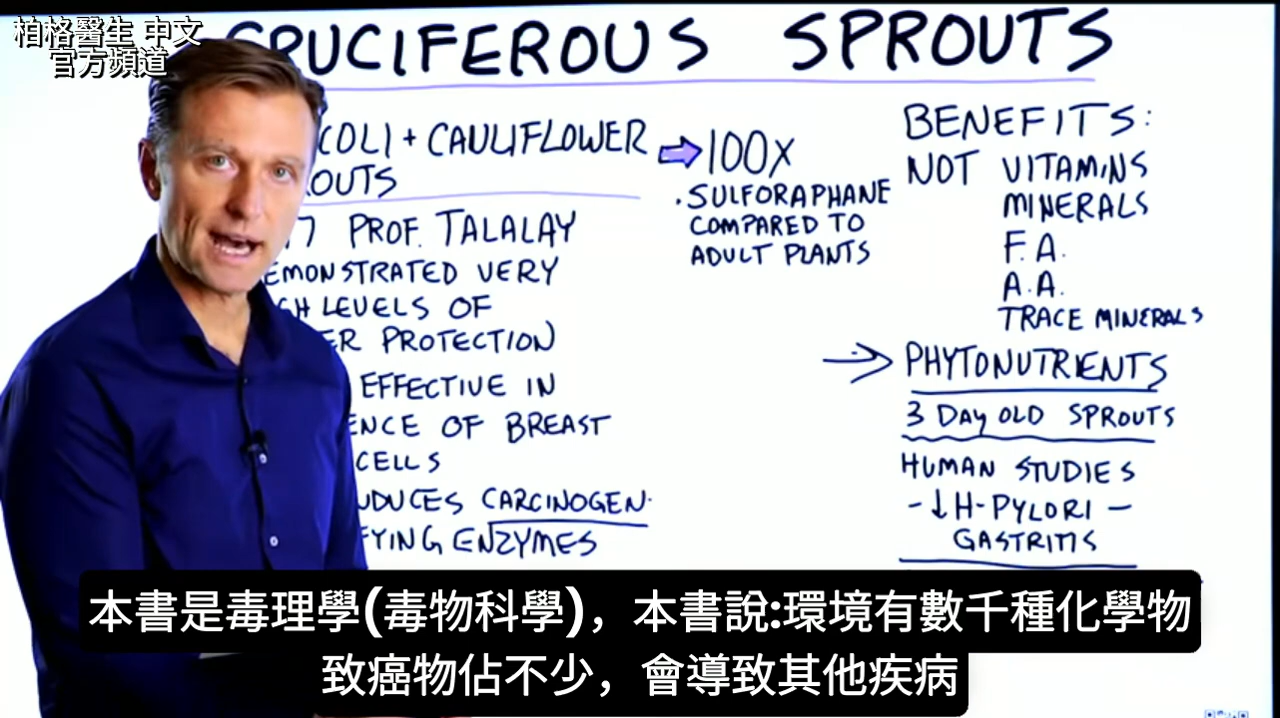 柏格醫生 中文
官方頻道
CRUCIFEROUS SPROUTS
COLI + CAULIFLOWER
ROUTS
100X
• SULFORAPHANE
COMPARED TO
ADULT PLANTS
7 PROF. TALALAY
EMONSTRATED VERY
GH LEVELS OF
ER PROTECTION
EFFECTIVE IN
ENCE OF BREAST
CELLS
DUCES CARCINOGEN-
FYING ENZYMES
BENEFITS:
NOT VITAMINS
MINERALS
F.A.
A.A.
TRACE MINERALS
PHYTONUTRIENTS
3 DAY OLD SPROUTS
HUMAN STUDIES
- ↓ H-PYLORI -
GASTRITIS
本書是毒理學(毒物科學)，本書說:環境有數千種化學物
致癌物佔不少，會導致其他疾病